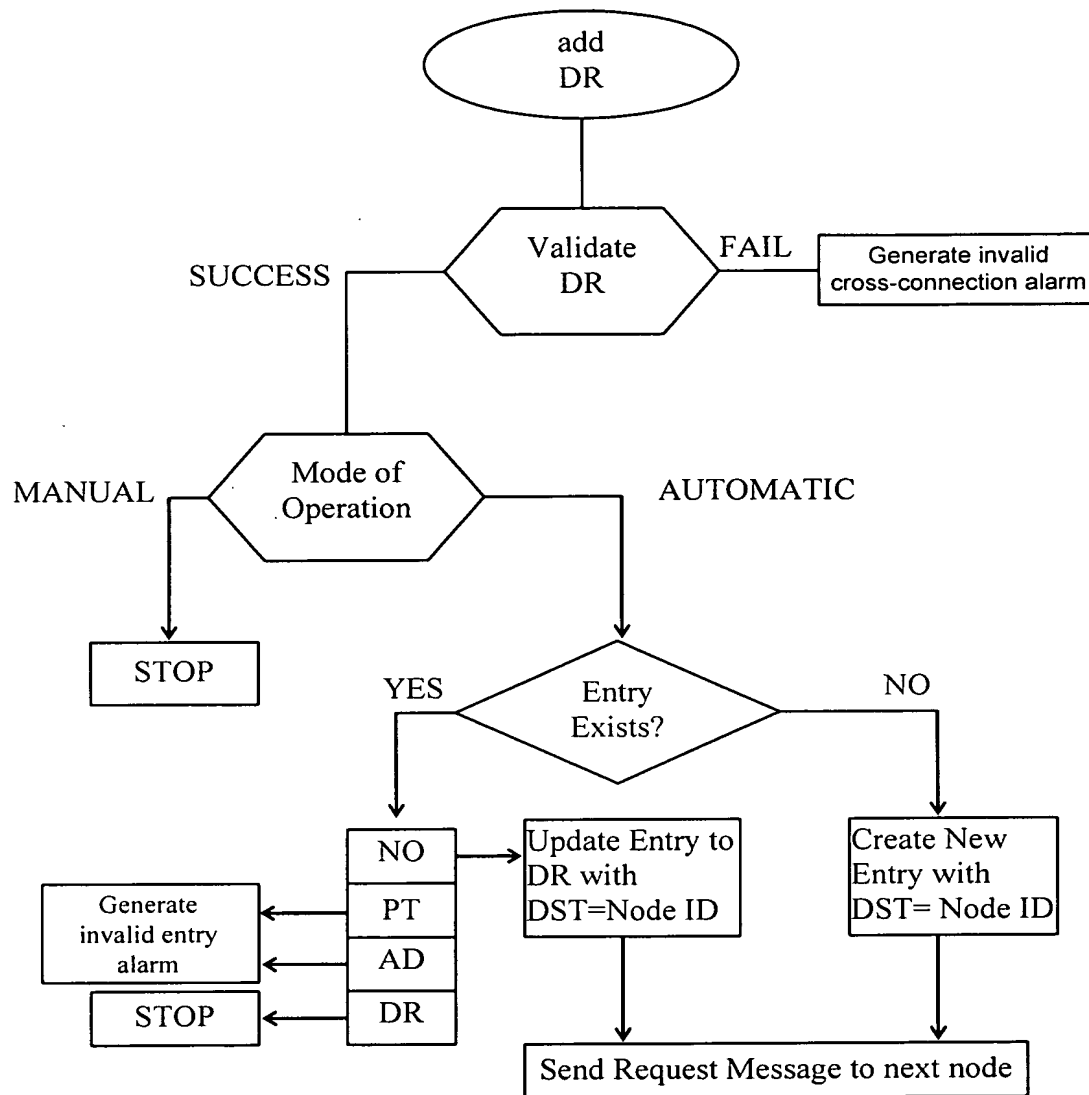 add
DR
Validate
DR
SUCCESS
FAIL
Generate invalid
cross-connection alarm
Mode of
Operation
MANUAL
AUTOMATIC
STOP
Entry
Exists?
YES
NO
NO
PT
AD
DR
Update Entry to
DR with
DST=Node ID
Create New
Entry with
DST= Node ID
Generate
invalid entry
alarm
STOP
Send Request Message to next node